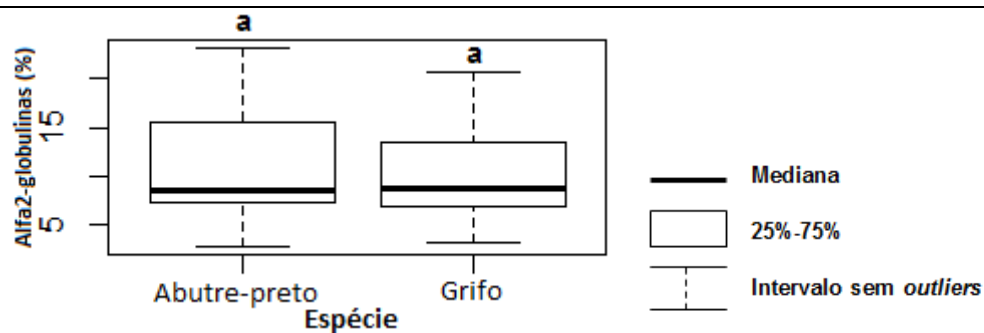 a
a
Alfa2-globulinas (%)
15
5
Abutre-preto
Grifo
Espécie
Mediana
25%-75%
Intervalo sem outliers